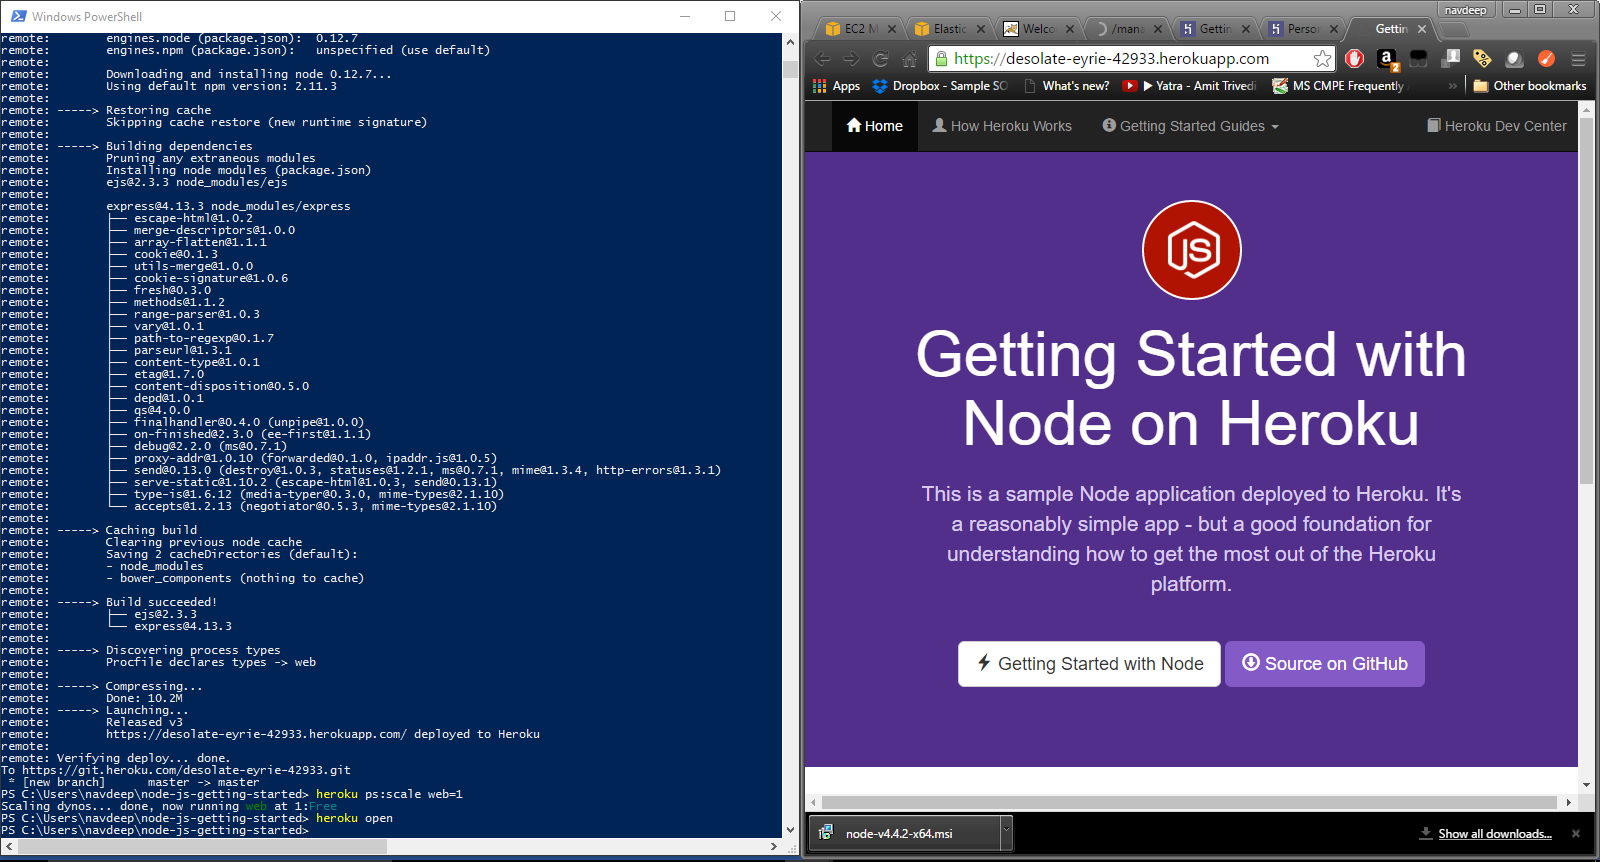 Windows PowerShell
remote:        engines.node (package.json):  0.12.7
remote:        engines.npm (package.json):   unspecified (use default)
remote:
remote:        Downloading and installing node 0.12.7...
remote:        Using default npm version: 2.11.3
remote:
remote: -----> Restoring cache
remote:        Skipping cache restore (new runtime signature)
remote:
remote: -----> Building dependencies
remote:        Pruning any extraneous modules
remote:        Installing node modules (package.json)
remote:        ejs@2.3.3 node_modules/ejs
remote:
remote:        express@4.13.3 node_modules/express
remote:        ├── escape-html@1.0.2
remote:        ├── merge-descriptors@1.0.0
remote:        ├── array-flatten@1.1.1
remote:        ├── cookie@0.1.3
remote:        ├── utils-merge@1.0.0
remote:        ├── cookie-signature@1.0.6
remote:        ├── fresh@0.3.0
remote:        ├── methods@1.1.2
remote:        ├── range-parser@1.0.3
remote:        ├── vary@1.0.1
remote:        ├── path-to-regexp@0.1.7
remote:        ├── parseurl@1.3.1
remote:        ├── content-type@1.0.1
remote:        ├── etag@1.7.0
remote:        ├── content-disposition@0.5.0
remote:        ├── depd@1.0.1
remote:        ├── qs@4.0.0
remote:        ├── finalhandler@0.4.0 (unpipe@1.0.0)
remote:        ├── on-finished@2.3.0 (ee-first@1.1.1)
remote:        ├── debug@2.2.0 (ms@0.7.1)
remote:        ├── proxy-addr@1.0.10 (forwarded@0.1.0, ipaddr.js@1.0.5)
remote:        ├── send@0.13.0 (destroy@1.0.3, statuses@1.2.1, ms@0.7.1, mime@1.3.4, http-errors@1.3.1)
remote:        ├── serve-static@1.10.2 (escape-html@1.0.3, send@0.13.1)
remote:        ├── type-is@1.6.12 (media-typer@0.3.0, mime-types@2.1.10)
remote:        └── accepts@1.2.13 (negotiator@0.5.3, mime-types@2.1.10)
remote:
remote: -----> Caching build
remote:        Clearing previous node cache
remote:        Saving 2 cacheDirectories (default):
remote:        - node_modules
remote:        - bower_components (nothing to cache)
remote:
remote: -----> Build succeeded!
remote:        ├── ejs@2.3.3
remote:        └── express@4.13.3
remote:
remote: -----> Discovering process types
remote:        Procfile declares types -> web
remote:
remote: -----> Compressing...
remote:        Done: 10.2M
remote: -----> Launching...
remote:        Released v3
remote:        https://desolate-eyrie-42933.herokuapp.com/ deployed to Heroku
remote:
remote: Verifying deploy... done.
To https://git.heroku.com/desolate-eyrie-42933.git
 * [new branch]      master -> master
PS C:\Users\navdeep\node-js-getting-started> heroku ps:scale web=1
Scaling dynos... done, now running web at 1:Free
PS C:\Users\navdeep\node-js-getting-started> heroku open
PS C:\Users\navdeep\node-js-getting-started>
navdeep
EC2 M Elastic Welco /mana Gettin Person Gettin
https://desolate-eyrie-42933.herokuapp.com
a 2
Apps Dropbox - Sample SO What's new? Yatra - Amit Trivedi MS CMPE Frequently » Other bookmarks
Home How Heroku Works Getting Started Guides Heroku Dev Center
JS
Getting Started with
Node on Heroku
This is a sample Node application deployed to Heroku. It's
a reasonably simple app - but a good foundation for
understanding how to get the most out of the Heroku
platform.
Getting Started with Node Source on GitHub
node-v4.4.2-x64.msi Show all downloads...